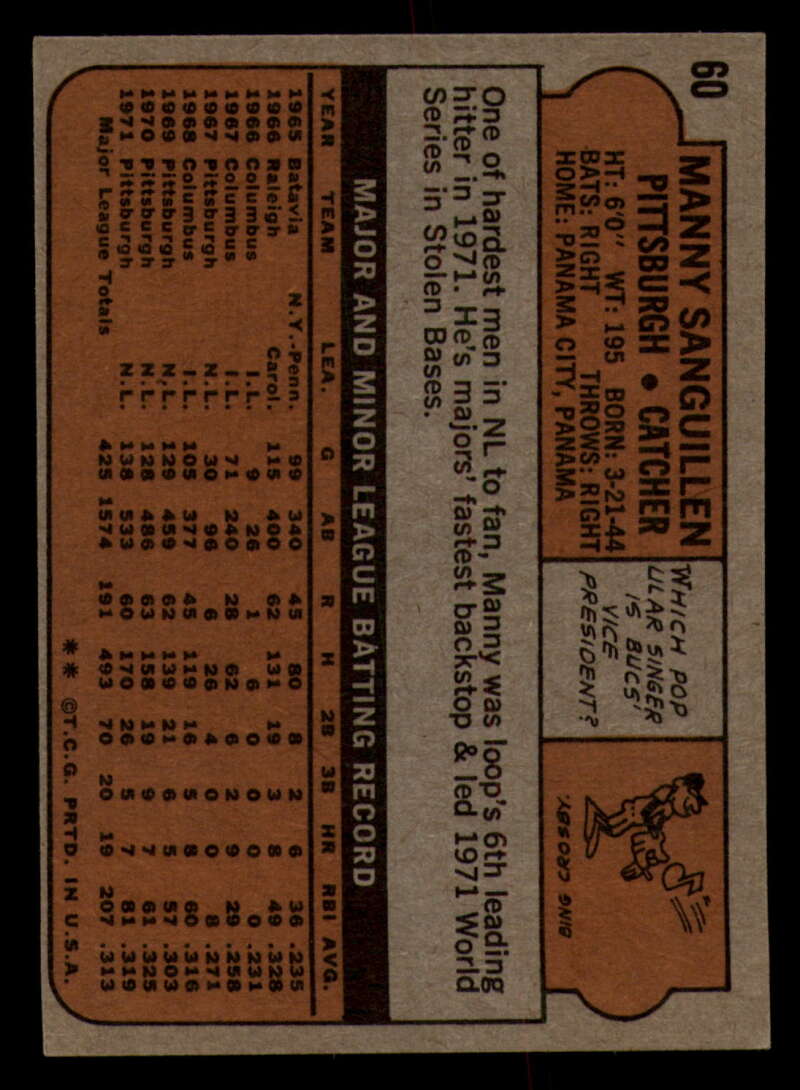 60
MANNY SANGUILLEN
PITTSBURGH • CATCHER
HT: 6'0" WT: 195 BORN: 3-21-44
BATS: RIGHT THROWS: RIGHT
HOME: PANAMA CITY, PANAMA
WHICH POP
ULAR SINGER
IS BUCS'
VICE
PRESIDENT?
BING CROSBY.
One of hardest men in NL to fan, Manny was loop's 6th leading
hitter in 1971. He's majors' fastest backstop & led 1971 World
Series in Stolen Bases.
MAJOR AND MINOR LEAGUE BATTING RECORD
YEAR TEAM LEA. G AB R H 2B 3B HR RBI AVG.
1965 Batavia N.Y.-Penn. 99 340 45 80 8 2 6 36 .235
1966 Raleigh Carol. 115 400 62 131 19 3 8 49 .328
1966 Columbus I.L. 9 26 1 6 0 0 0 0 .231
1967 Columbus I.L. 71 240 28 62 6 2 9 29 .258
1967 Pittsburgh N.L. 30 96 6 26 4 0 0 8 .271
1968 Columbus I.L. 105 377 45 119 16 5 8 60 .316
1969 Pittsburgh N.L. 129 459 62 139 21 6 5 57 .303
1970 Pittsburgh N.L. 128 486 63 158 19 9 7 61 .325
1971 Pittsburgh N.L. 138 533 60 170 26 5 7 81 .319
Major League Totals 425 1574 191 493 70 20 19 207 .313
** ©T.C.G. PRTD. IN U.S.A.